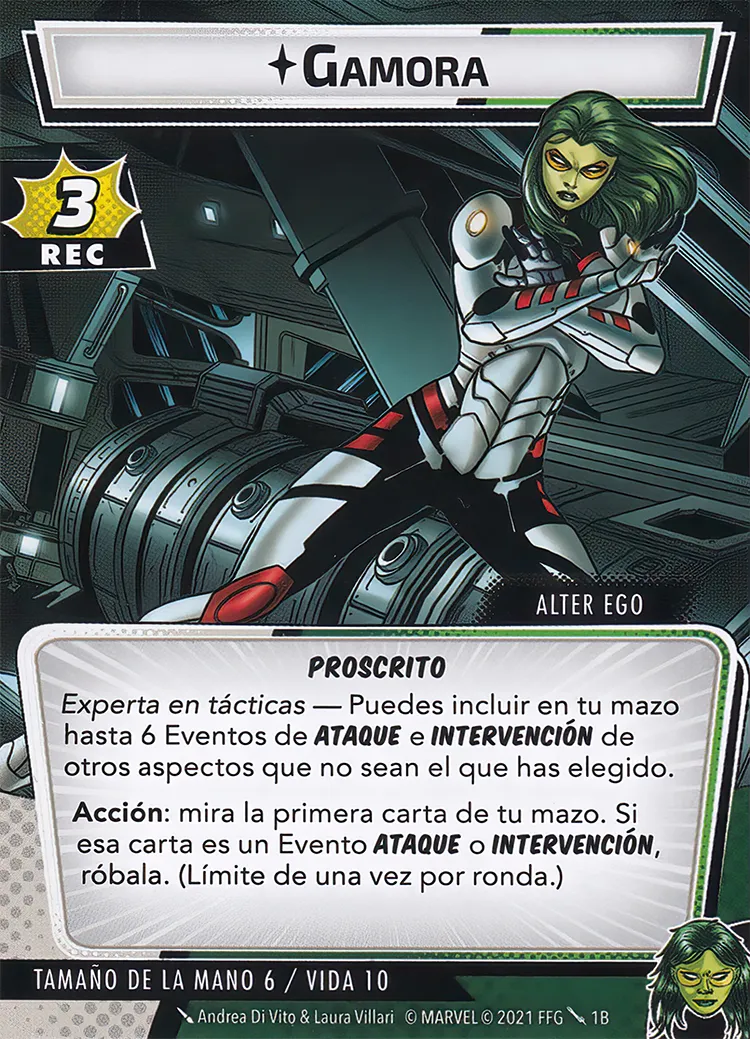 Gamora
3
REC
ALTER EGO
PROSCRITO
Experta en tácticas — Puedes incluir en tu mazo
hasta 6 Eventos de ATAQUE e INTERVENCIÓN de
otros aspectos que no sean el que has elegido.
Acción: mira la primera carta de tu mazo. Si
esa carta es un Evento ATAQUE o INTERVENCIÓN,
róbala. (Límite de una vez por ronda.)
TAMAÑO DE LA MANO 6 / VIDA 10
Andrea Di Vito & Laura Villari © MARVEL © 2021 FFG 1B